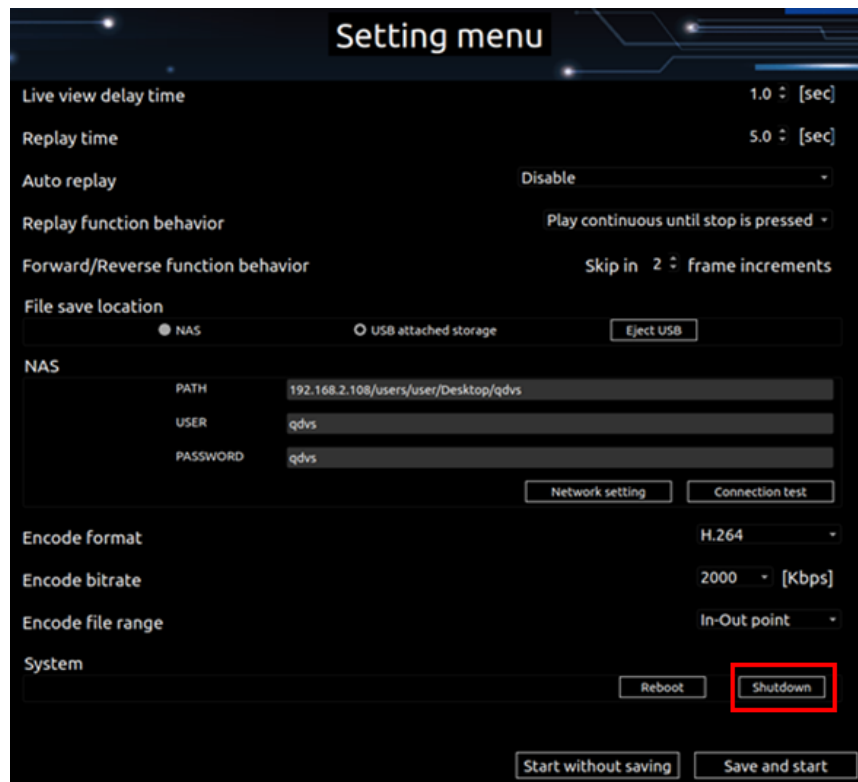 Setting menu
Live view delay time 1.0 [sec]
Replay time 5.0 [sec]
Auto replay Disable
Replay function behavior Play continuous until stop is pressed
Forward/Reverse function behavior Skip in 2 frame increments
File save location
NAS USB attached storage Eject USB
NAS
PATH 192.168.2.108/users/user/Desktop/qdvs
USER qdvs
PASSWORD qdvs
Network setting Connection test
Encode format H.264
Encode bitrate 2000 [Kbps]
Encode file range In-Out point
System
Reboot Shutdown
Start without saving Save and start